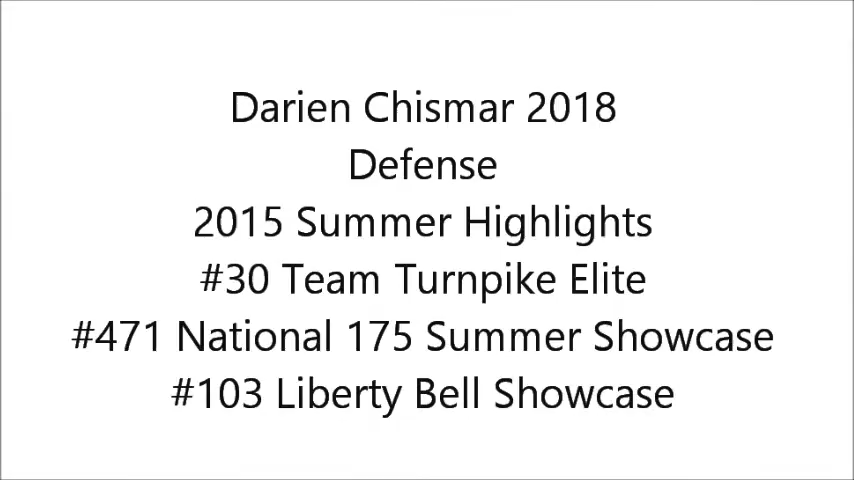 Darien Chismar 2018
Defense
2015 Summer Highlights
#30 Team Turnpike Elite
#471 National 175 Summer Showcase
#103 Liberty Bell Showcase